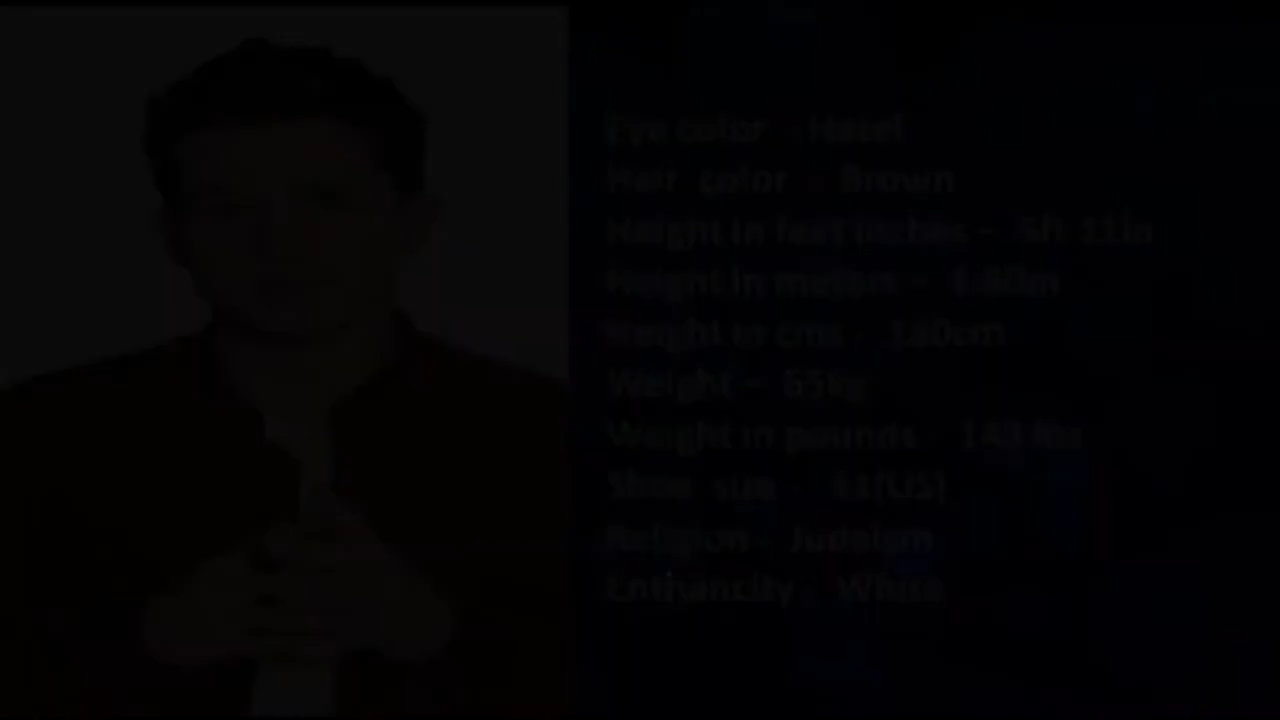 Eye color - Hazel
Hair color - Brown
Height in feet inches - 5ft 11in
Height in meters - 1.80m
Height in cms - 180cm
Weight - 65kg
Weight in pounds - 143 lbs
Shoe size - 11(US)
Religion - Judaism
Enthancity - White